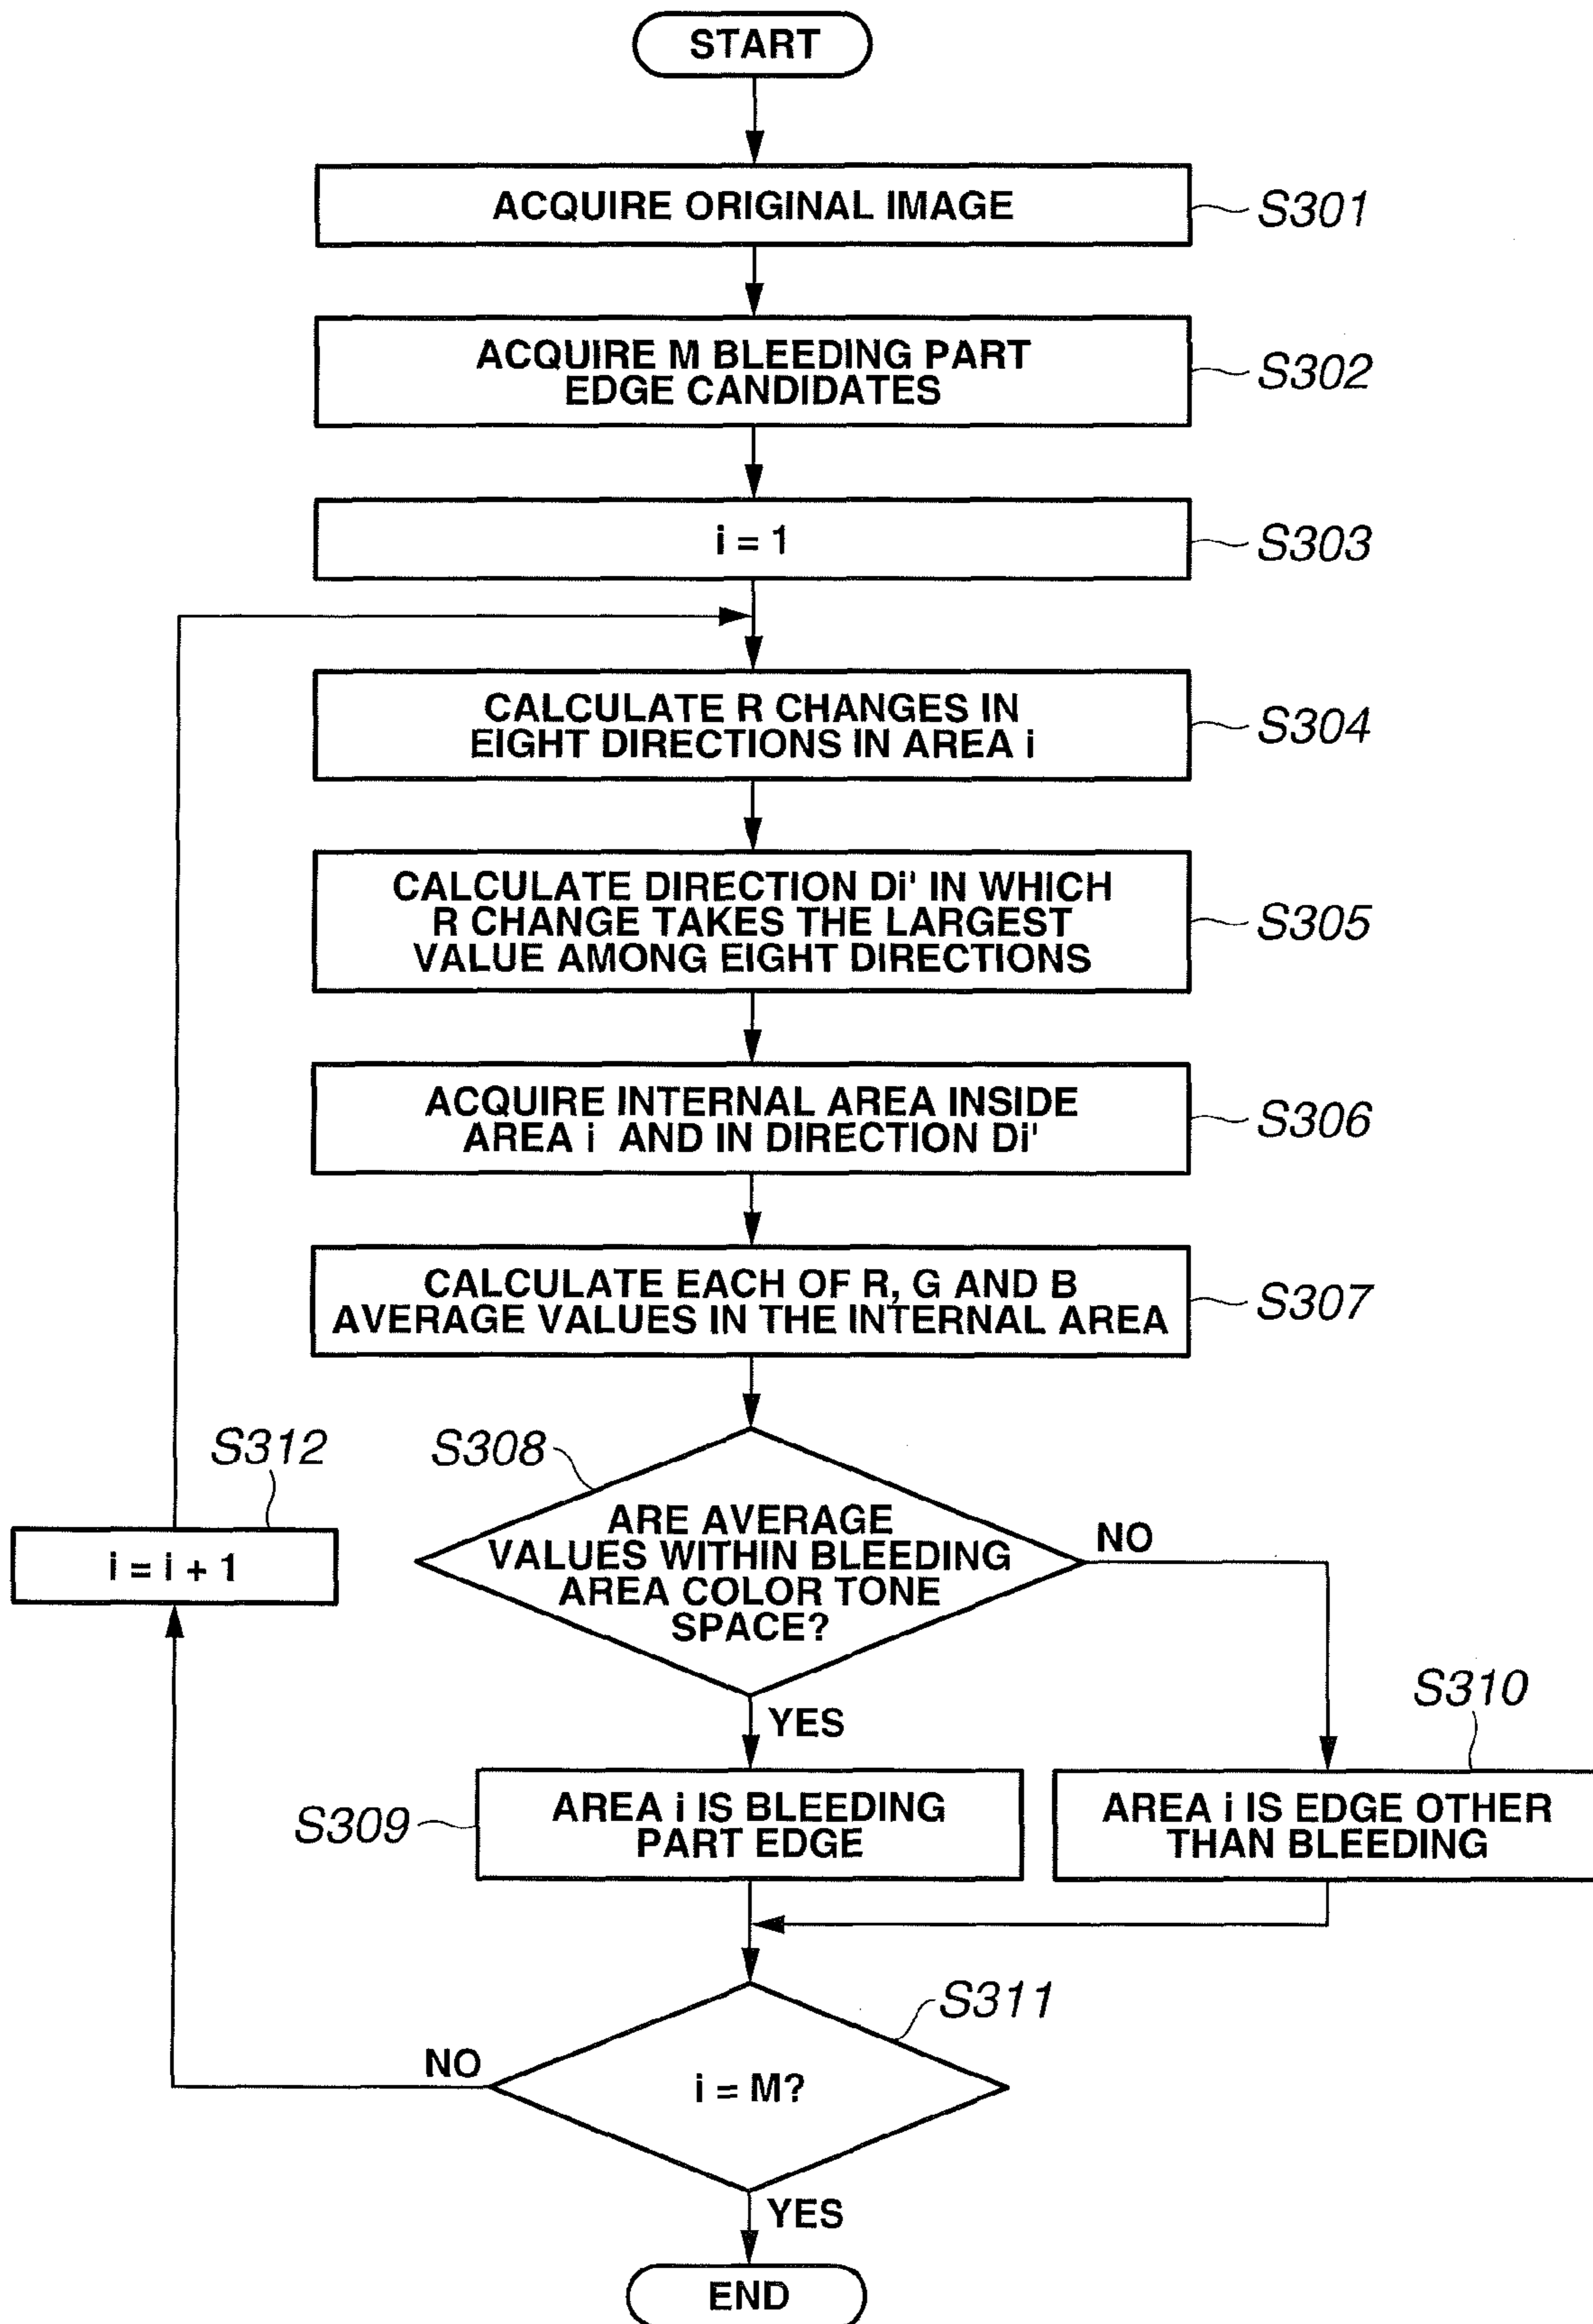 START
ACQUIRE ORIGINAL IMAGE
S301
ACQUIRE M BLEEDING PART
EDGE CANDIDATES
S302
i = 1
S303
CALCULATE R CHANGES IN
EIGHT DIRECTIONS IN AREA i
S304
CALCULATE DIRECTION Di' IN WHICH
R CHANGE TAKES THE LARGEST
VALUE AMONG EIGHT DIRECTIONS
S305
ACQUIRE INTERNAL AREA INSIDE
AREA i AND IN DIRECTION Di'
S306
CALCULATE EACH OF R, G AND B
AVERAGE VALUES IN THE INTERNAL AREA
S307
S312
i = i + 1
S308
ARE AVERAGE
VALUES WITHIN BLEEDING
AREA COLOR TONE
SPACE?
NO
YES
S310
S309
AREA i IS BLEEDING
PART EDGE
AREA i IS EDGE OTHER
THAN BLEEDING
S311
NO
i = M?
YES
END